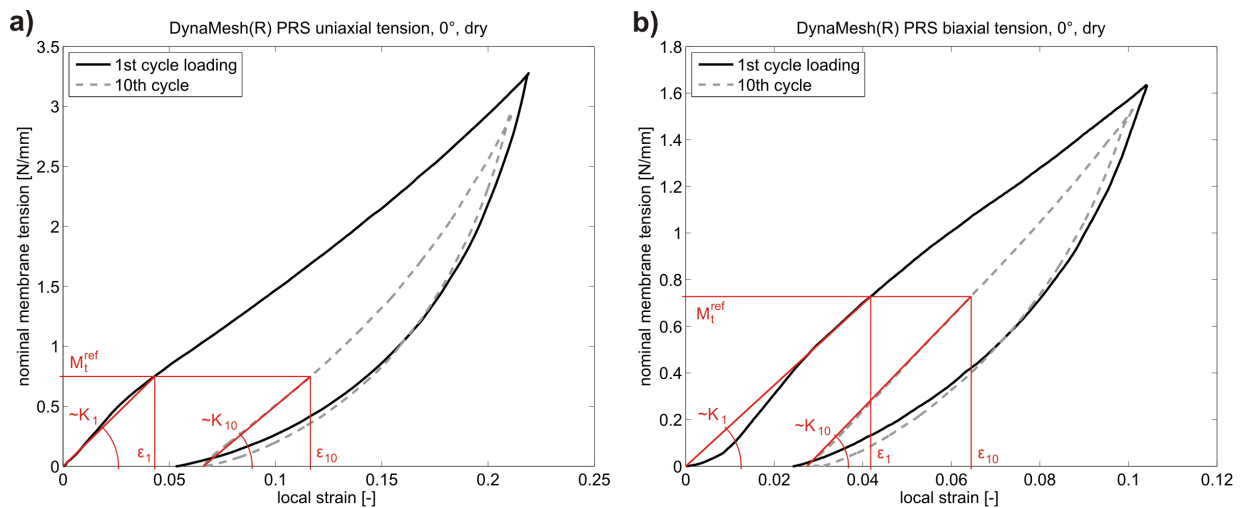 a)
DynaMesh(R) PRS uniaxial tension, 0°, dry
1st cycle loading
10th cycle
nominal membrane tension [N/mm]
3.5
3
2.5
2
1.5
1
0.5
0
M_t^ref
~K_1
~K_10
ε_1
ε_10
0
0.05
0.1
0.15
0.2
0.25
local strain [-]
b)
DynaMesh(R) PRS biaxial tension, 0°, dry
1st cycle loading
10th cycle
nominal membrane tension [N/mm]
1.8
1.6
1.4
1.2
1
0.8
0.6
0.4
0.2
0
M_t^ref
~K_1
~K_10
ε_1
ε_10
0
0.02
0.04
0.06
0.08
0.1
0.12
local strain [-]